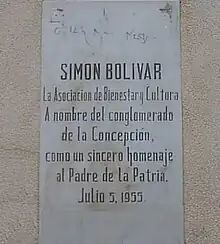 SIMON BOLIVAR
La Asociacion de Bienestar y Cultura
A nombre del conglomerado
de la Concepción,
como un sincero homenaje
al Padre de la Patria.
Julio 5, 1955.